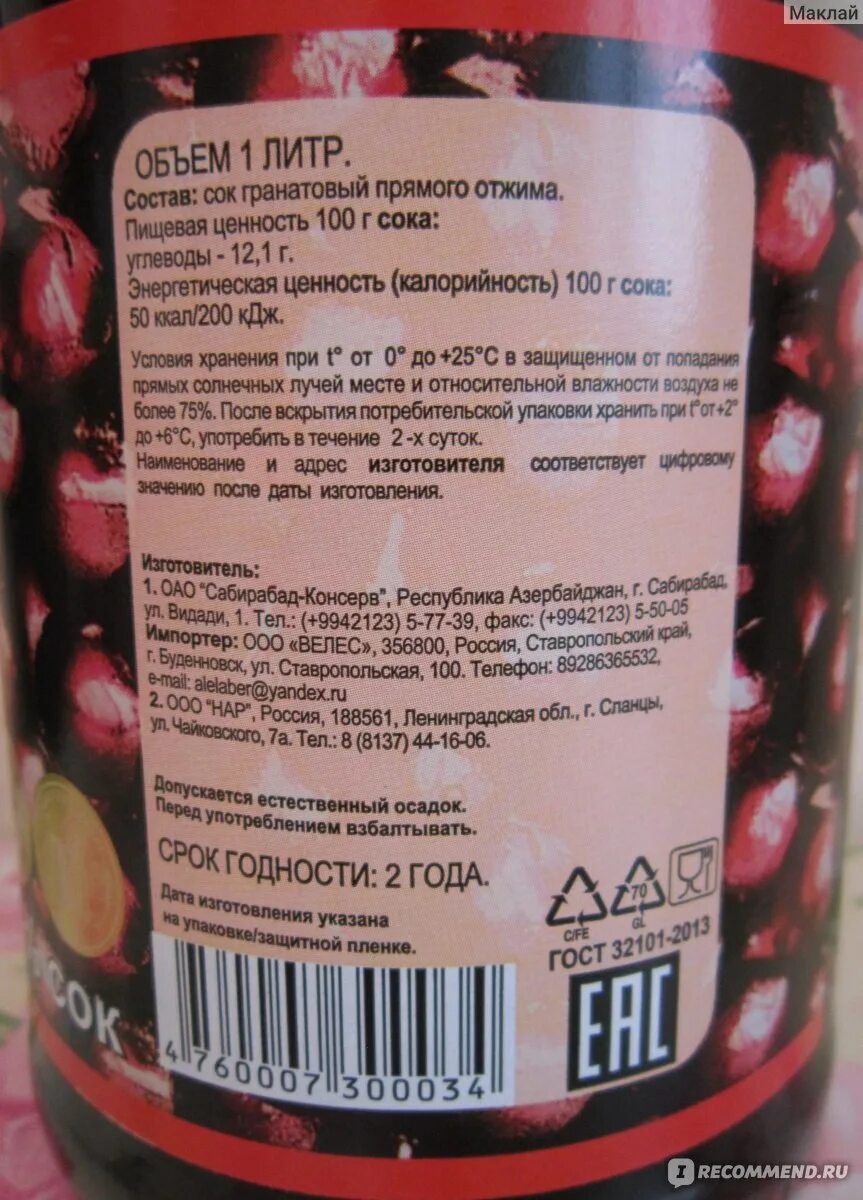 Маклай
ОБЪЕМ 1 ЛИТР.
Состав: сок гранатовый прямого отжима.
Пищевая ценность 100 г сока:
углеводы - 12,1 г.
Энергетическая ценность (калорийность) 100 г сока:
50 ккал/200 кДж.
Условия хранения при t° от 0° до +25°С в защищенном от попадания
прямых солнечных лучей месте и относительной влажности воздуха не
более 75%. После вскрытия потребительской упаковки хранить при t°от+2°
до +6°С, употребить в течение 2-х суток.
Наименование и адрес изготовителя соответствует цифровому
значению после даты изготовления.
Изготовитель:
1. ОАО "Сабирабад-Консерв", Республика Азербайджан, г. Сабирабад,
ул. Видади, 1. Тел.: (+9942123) 5-77-39, факс: (+9942123) 5-50-05
Импортер: ООО «ВЕЛЕС», 356800, Россия, Ставропольский край,
г. Буденновск, ул. Ставропольская, 100. Телефон: 89286365532,
e-mail: alelaber@yandex.ru
2. ООО "НАР", Россия, 188561, Ленинградская обл., г. Сланцы,
ул. Чайковского, 7а. Тел.: 8 (8137) 44-16-06.
Допускается естественный осадок.
Перед употреблением взбалтывать.
СРОК ГОДНОСТИ: 2 ГОДА.
Дата изготовления указана
на упаковке/защитной пленке.
70
C/FE
GL
ГОСТ 32101-2013
EAC
СОК
4760007300034
IRECOMMEND.RU